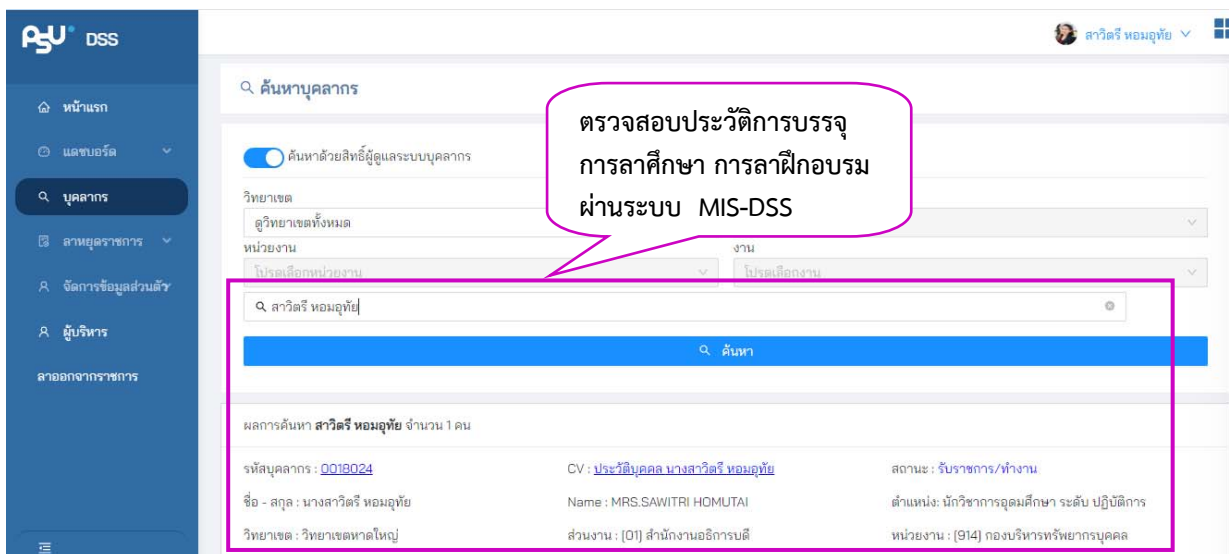 PSU DSS
สาวิตรี หอมอุทัย
หน้าแรก
แดชบอร์ด
บุคลากร
ลาหยุดราชการ
จัดการข้อมูลส่วนตัว
ผู้บริหาร
ลาออกจากราชการ
ค้นหาบุคลากร
ตรวจสอบประวัติการบรรจุ
การลาศึกษา การลาฝึกอบรม
ผ่านระบบ MIS-DSS
ค้นหาด้วยสิทธิ์ผู้ดูแลระบบบุคลากร
วิทยาเขต
ดูวิทยาเขตทั้งหมด
หน่วยงาน งาน
โปรดเลือกหน่วยงาน โปรดเลือกงาน
สาวิตรี หอมอุทัย
ค้นหา
ผลการค้นหา สาวิตรี หอมอุทัย จำนวน 1 คน
รหัสบุคลากร : 0018024 CV : ประวัติบุคคล นางสาวิตรี หอมอุทัย สถานะ : รับราชการ/ทำงาน
ชื่อ - สกุล : นางสาวิตรี หอมอุทัย Name : MRS.SAWITRI HOMUTAI ตำแหน่ง: นักวิชาการอุดมศึกษา ระดับ ปฏิบัติการ
วิทยาเขต : วิทยาเขตหาดใหญ่ ส่วนงาน : [01] สำนักงานอธิการบดี หน่วยงาน : [914] กองบริหารทรัพยากรบุคคล